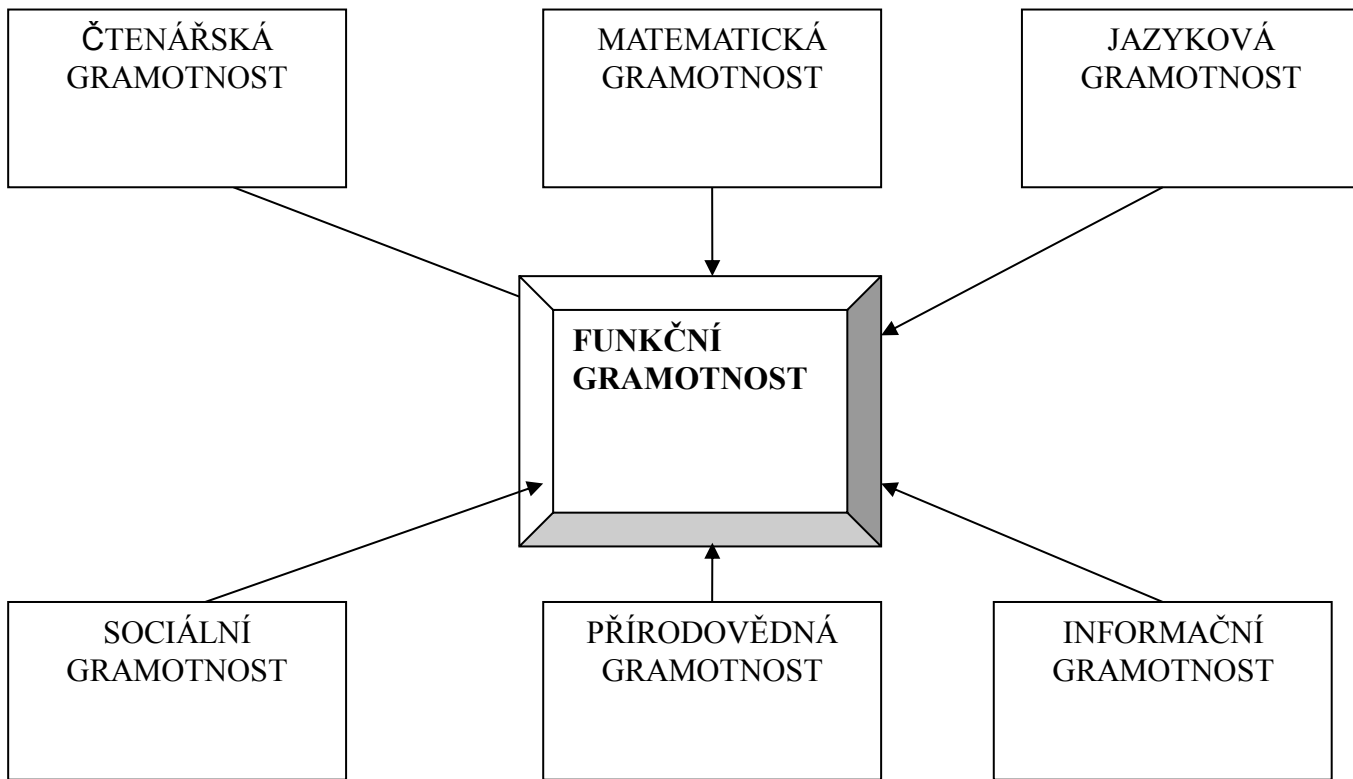 ČTENÁŘSKÁ
GRAMOTNOST
MATEMATICKÁ
GRAMOTNOST
JAZYKOVÁ
GRAMOTNOST
FUNKČNÍ
GRAMOTNOST
SOCIÁLNÍ
GRAMOTNOST
PŘÍRODOVĚDNÁ
GRAMOTNOST
INFORMAČNÍ
GRAMOTNOST